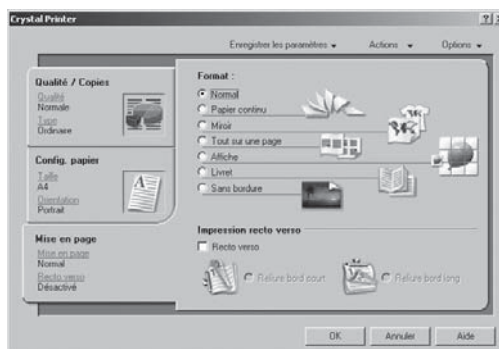 Crystal Printer
Enregistrer les paramètres
Actions
Options
Qualité / Copies
Qualité
Normale
Type
Ordinaire
Config. papier
Taille
A4
Orientation
Portrait
Mise en page
Mise en page
Normal
Recto verso
Désactivé
Format :
Normal
Papier continu
Miroir
Tout sur une page
Affiche
Livret
Sans bordure
Impression recto verso
Recto verso
Reliure bord court
Reliure bord long
OK
Annuler
Aide